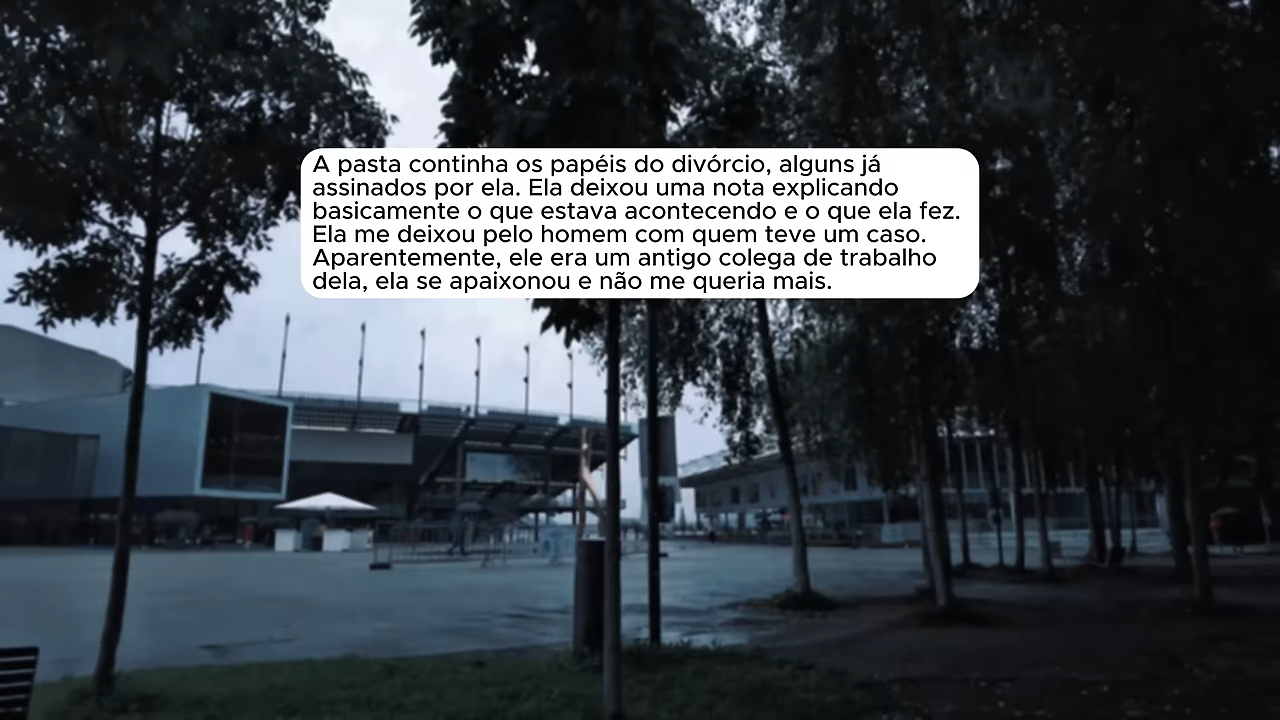 A pasta continha os papéis do divórcio, alguns já
assinados por ela. Ela deixou uma nota explicando
basicamente o que estava acontecendo e o que ela fez.
Ela me deixou pelo homem com quem teve um caso.
Aparentemente, ele era um antigo colega de trabalho
dela, ela se apaixonou e não me queria mais.